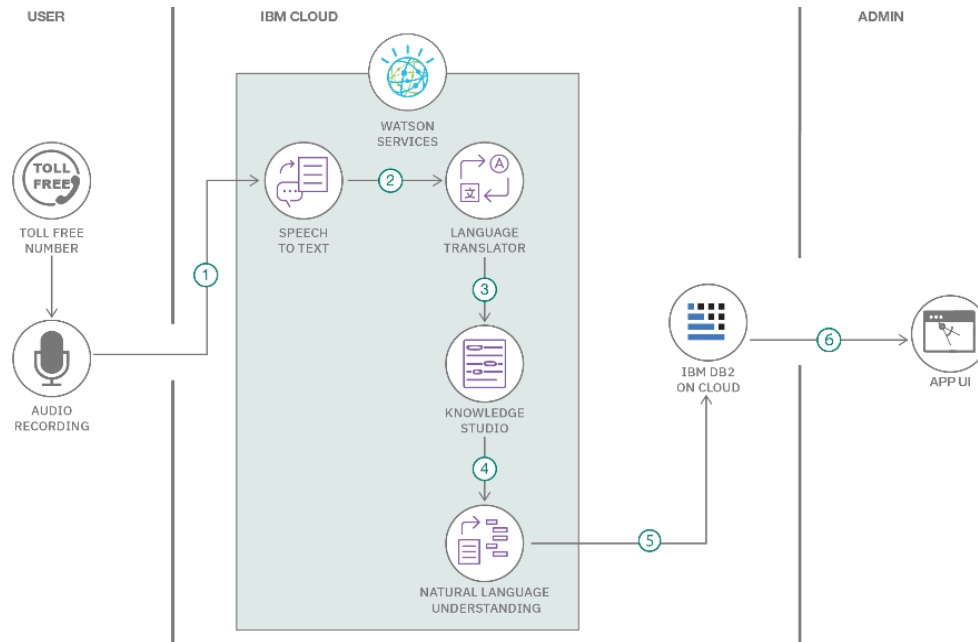 USER
IBM CLOUD
ADMIN
WATSON
SERVICES
TOLL
FREE
TOLL FREE
NUMBER
1
SPEECH
TO TEXT
2
A
文
LANGUAGE
TRANSLATOR
3
AUDIO
RECORDING
KNOWLEDGE
STUDIO
4
NATURAL LANGUAGE
UNDERSTANDING
5
IBM DB2
ON CLOUD
6
APP UI